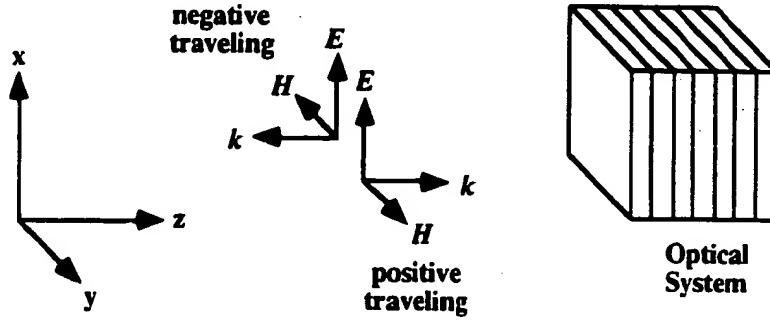 negative
traveling
x
E
E
H
k
k
z
H
y
positive
traveling
Optical
System